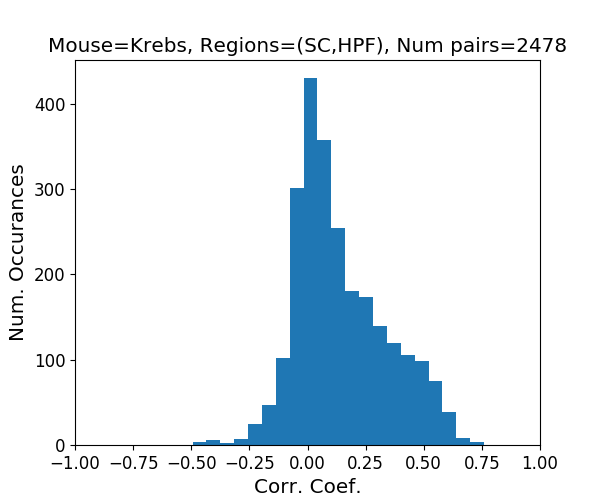 Mouse=Krebs, Regions=(SC,HPF), Num pairs=2478
400
300
200
100
0
Num. Occurances
−1.00 −0.75 −0.50 −0.25 0.00 0.25 0.50 0.75 1.00
Corr. Coef.